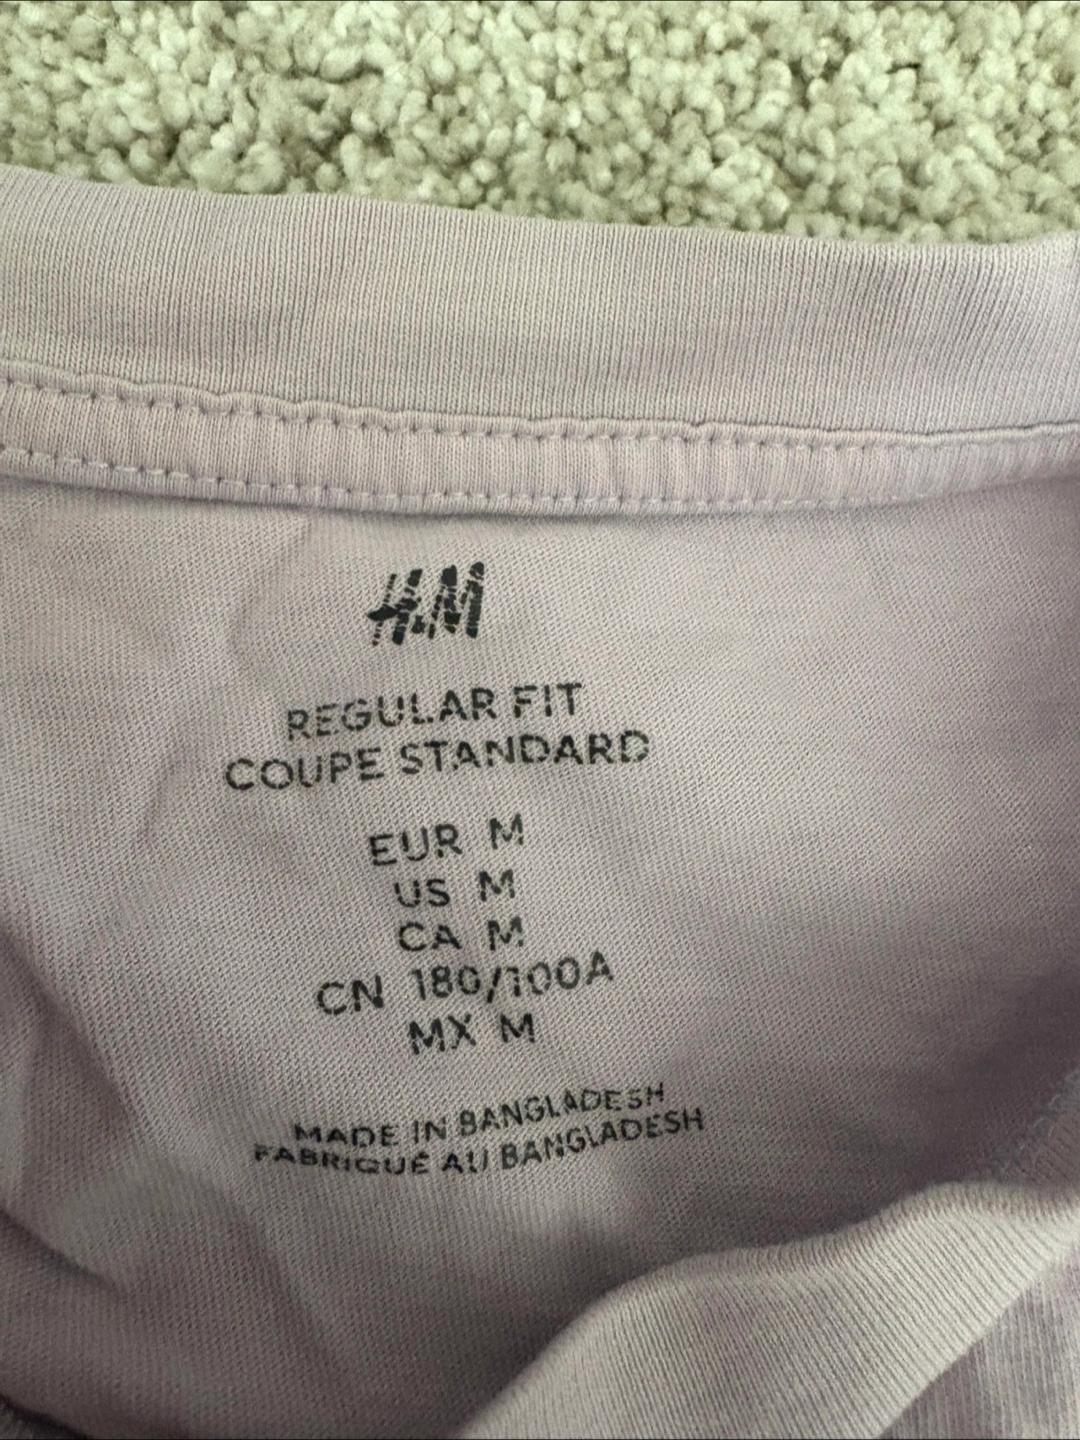 H&M
REGULAR FIT
COUPE STANDARD
EUR M
US M
CA M
CN 180/100A
MX M
MADE IN BANGLADESH
FABRIQUÉ AU BANGLADESH